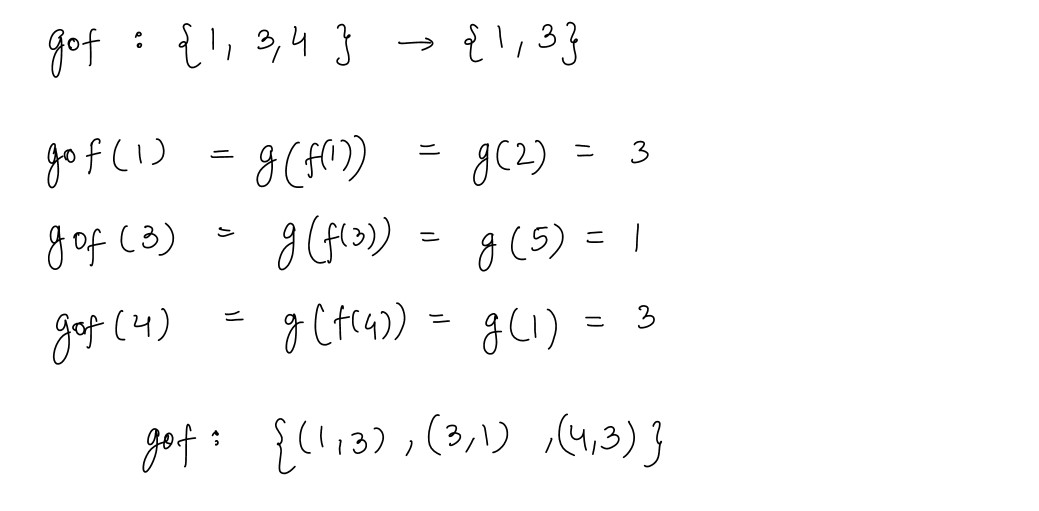 gof : {1, 3,4 } → {1,3}
gof(1) = g(f(1)) = g(2) = 3
gof(3) = g(f(3)) = g(5) = 1
gof(4) = g(f(4)) = g(1) = 3
gof : {(1,3) ,(3,1) ,(4,3)}